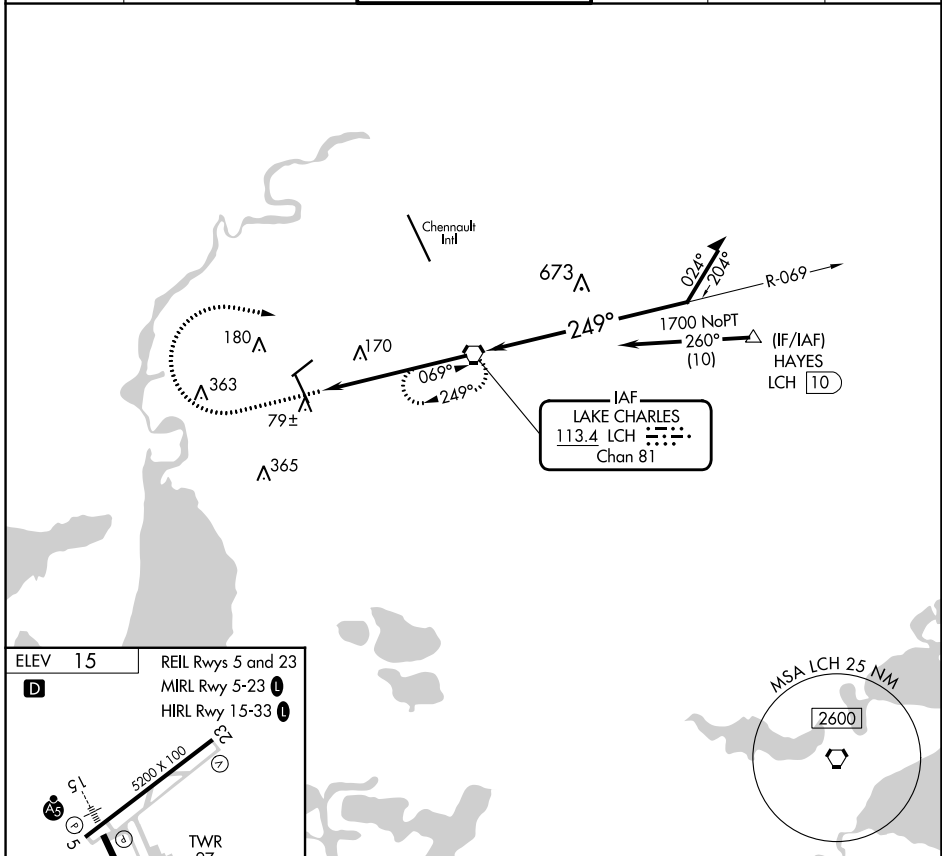 Chennault
Intl
673
024°
204°
R-069
249°
1700 NoPT
260°
(10)
(IF/IAF)
HAYES
LCH 10
180
170
363
069°
249°
79±
365
IAF
LAKE CHARLES
113.4 LCH
Chan 81
ELEV 15
D
REIL Rwys 5 and 23
MIRL Rwy 5-23 L
HIRL Rwy 15-33 L
23
5200 X 100
V
15
A5
P
P
5
TWR
MSA LCH 25 NM
2600